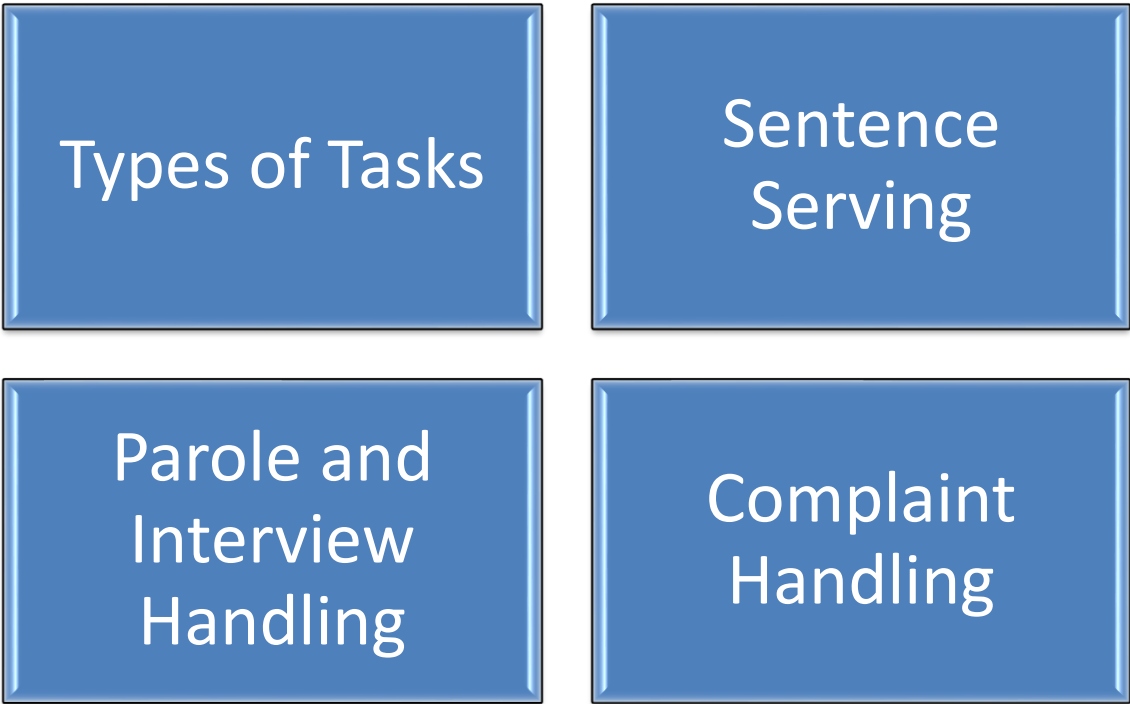 Types of Tasks
Sentence
Serving
Parole and
Interview
Handling
Complaint
Handling